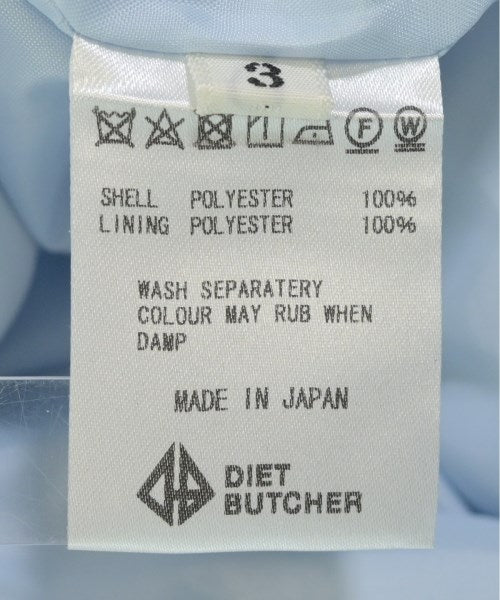 3
F W
SHELL POLYESTER 100%
LINING POLYESTER 100%
WASH SEPARATERY
COLOUR MAY RUB WHEN
DAMP
MADE IN JAPAN
DIET
BUTCHER